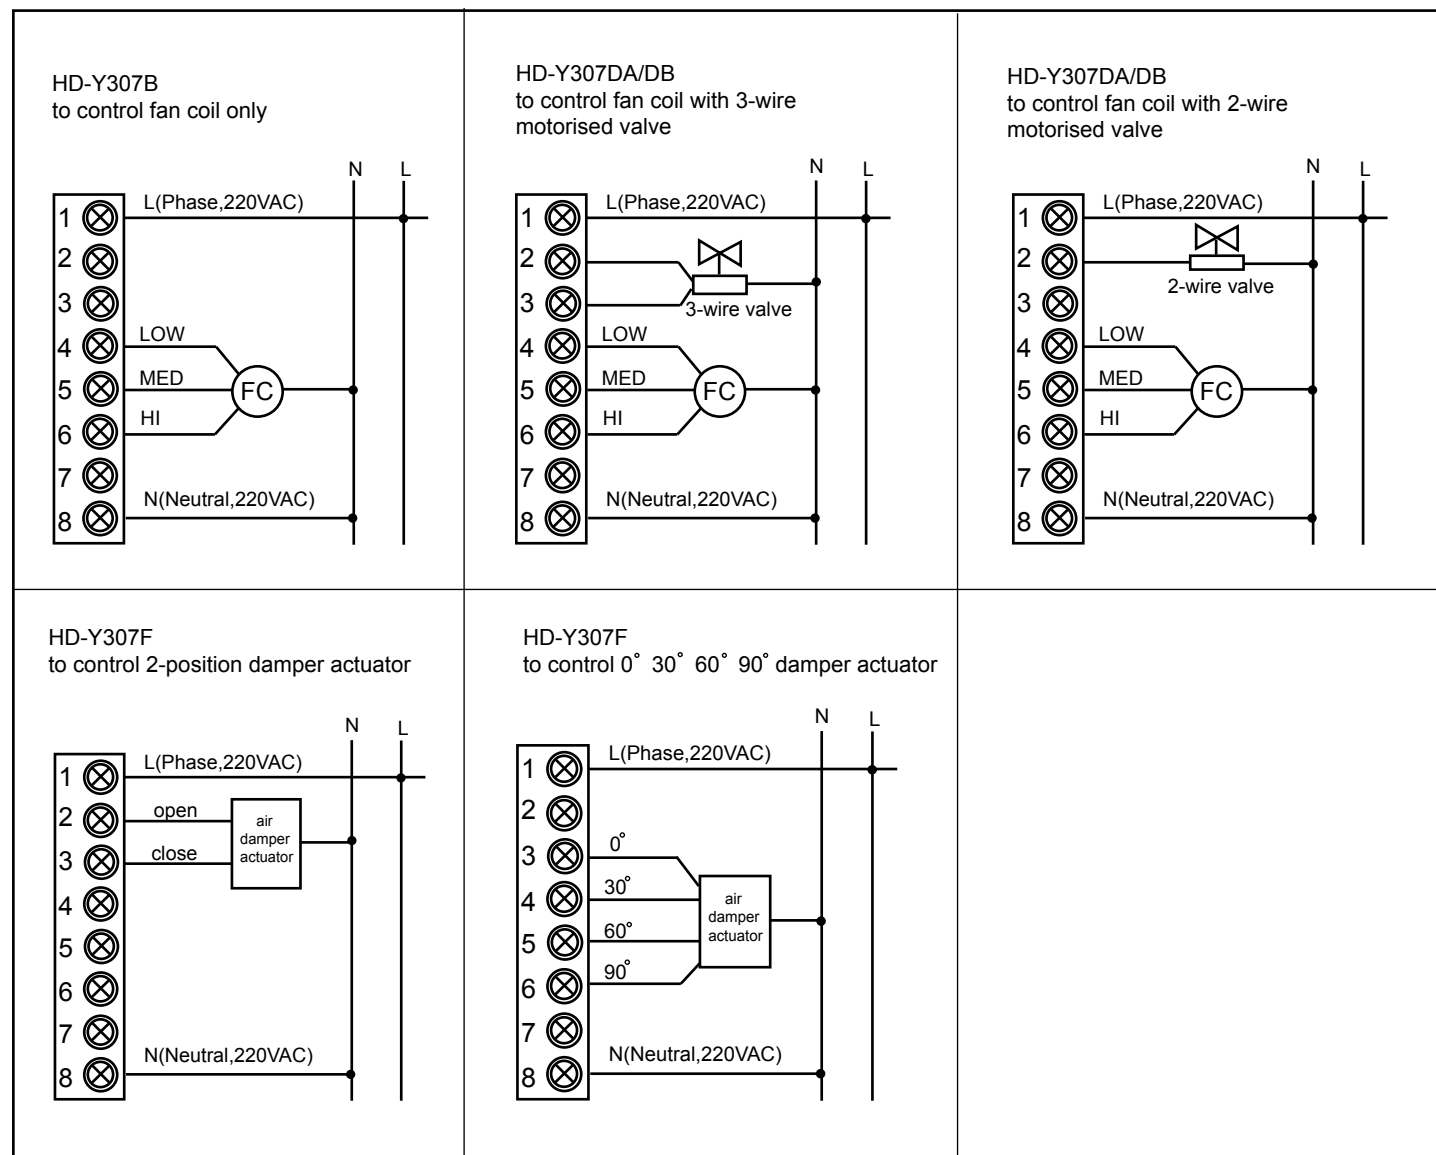 HD-Y307B
to control fan coil only
N L
1 L(Phase,220VAC)
2
3
4 LOW
5 MED FC
6 HI
7
8 N(Neutral,220VAC)
HD-Y307DA/DB
to control fan coil with 3-wire
motorised valve
N L
1 L(Phase,220VAC)
2
3 3-wire valve
4 LOW
5 MED FC
6 HI
7
8 N(Neutral,220VAC)
HD-Y307DA/DB
to control fan coil with 2-wire
motorised valve
N L
1 L(Phase,220VAC)
2
2-wire valve
3
4 LOW
5 MED FC
6 HI
7
8 N(Neutral,220VAC)
HD-Y307F
to control 2-position damper actuator
N L
1 L(Phase,220VAC)
2 open
3 close
air
damper
actuator
4
5
6
7
8 N(Neutral,220VAC)
HD-Y307F
to control 0° 30° 60° 90° damper actuator
N L
1 L(Phase,220VAC)
2
3 0°
4 30°
5 60°
6 90°
air
damper
actuator
7
8 N(Neutral,220VAC)